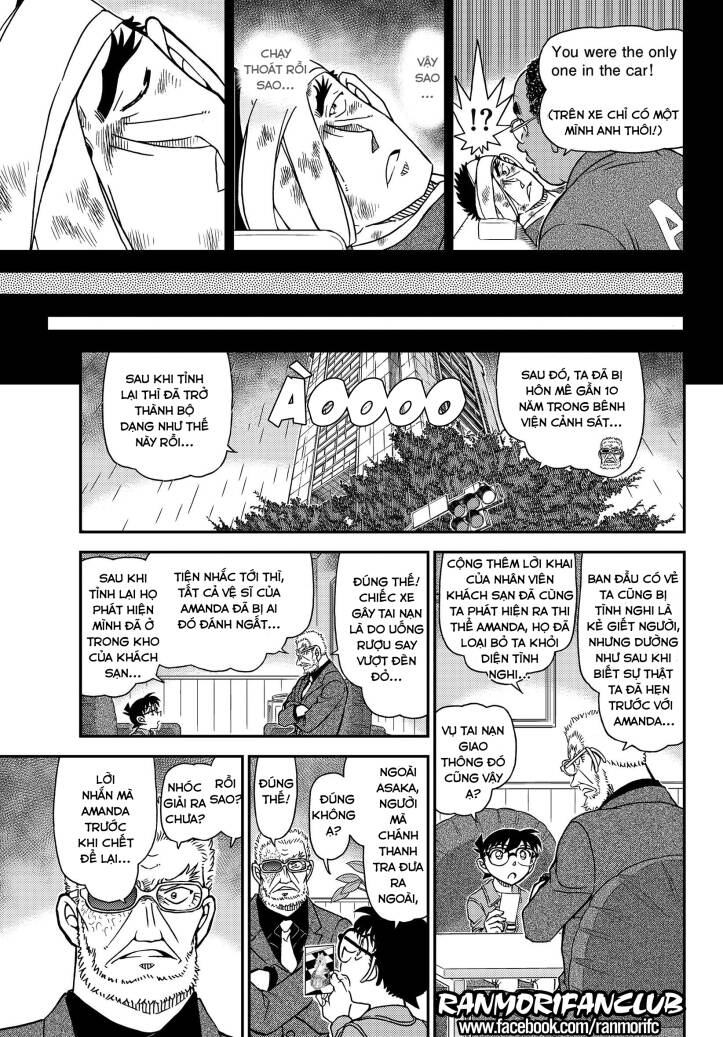 You were the only
one in the car!
(TRÊN XE CHỈ CÓ MỘT
MÌNH ANH THÔI!)
!?
VẬY
SAO
...
CHẠY
THOÁT RỒI
SAO...
SAU ĐÓ, TA ĐÃ BỊ
HÔN MÊ GẦN 10
NĂM TRONG BỆNH
VIỆN CẢNH SÁT...
ÀOOOO
SAU KHI TỈNH
LẠI THÌ ĐÃ TRỞ
THÀNH BỘ
DẠNG NHƯ THẾ
NÀY RỒI...
BAN ĐẦU CÓ VẺ
TA CŨNG BỊ
TÌNH NGHI LÀ KẺ
GIẾT NGƯỜI,
NHƯNG DƯỜNG
NHƯ SAU KHI
BIẾT SỰ THẬT
TA ĐÃ HẸN
TRƯỚC VỚI
AMANDA...
CỘNG THÊM LỜI KHAI
CỦA NHÂN VIÊN
KHÁCH SẠN ĐÃ CÙNG
TA PHÁT HIỆN RA THI
THỂ AMANDA, HỌ ĐÃ
LOẠI BỎ TA KHỎI
DIỆN TÌNH
NGHI...
VỤ TAI NẠN
GIAO
THÔNG ĐÓ
CŨNG VẬY
Ạ?
ĐÚNG THẾ!
CHIẾC XE
GÂY TAI NẠN
LÀ DO UỐNG
RƯỢU SAY
VƯỢT ĐÈN
ĐỎ...
TIỆN NHẮC TỚI THÌ,
TẤT CẢ VỆ SĨ CỦA
AMANDA ĐÃ BỊ AI
ĐÓ ĐÁNH NGẤT...
SAU KHI
TỈNH LẠI HỌ
PHÁT HIỆN
MÌNH ĐÃ Ở
TRONG KHO
CỦA KHÁCH
SẠN...
NGOÀI
ASAKA,
NGƯỜI
MÀ
CHÁNH
THANH
TRA ĐƯA
RA
NGOÀI,
ĐÚNG
KHÔNG
Ạ?
ĐÚNG
THẾ!
RỒI
SAO?
NHÓC
GIẢI RA
CHƯA?
LỜI
NHẮN MÀ
AMANDA
TRƯỚC
KHI CHẾT
ĐỂ LẠI...
RANMORIFANCLUB
www.facebook.com/ranmorifc